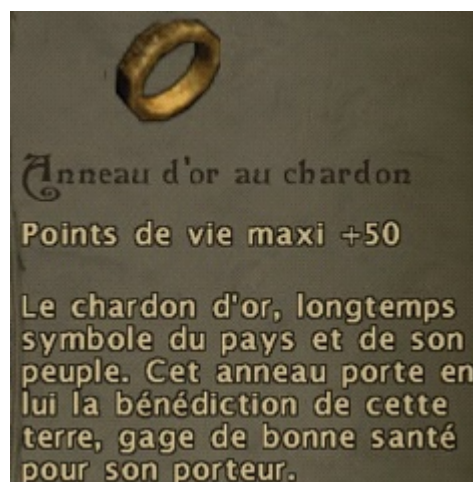 Anneau d'or au chardon
Points de vie maxi +50
Le chardon d'or, longtemps
symbole du pays et de son
peuple. Cet anneau porte en
lui la bénédiction de cette
terre, gage de bonne santé
pour son porteur.